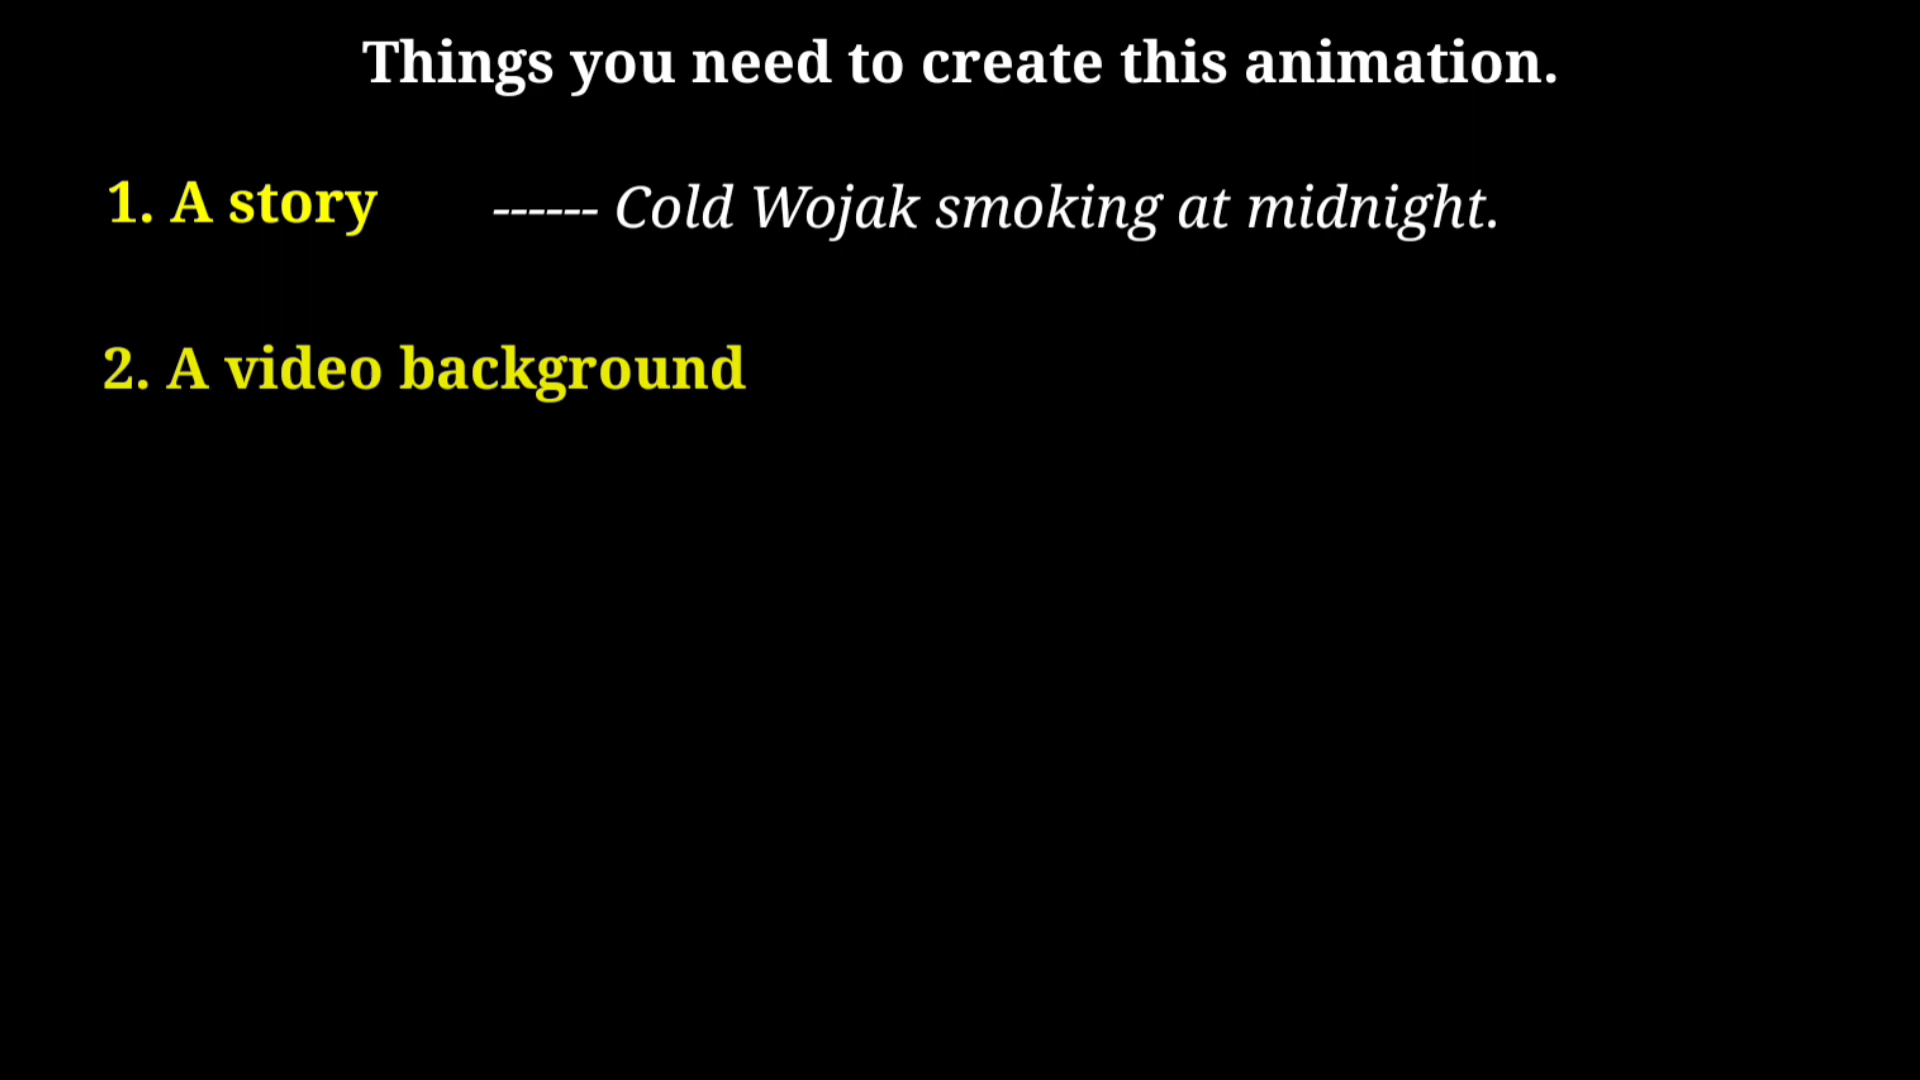 Things you need to create this animation.
1. A story ------ Cold Wojak smoking at midnight.
2. A video background